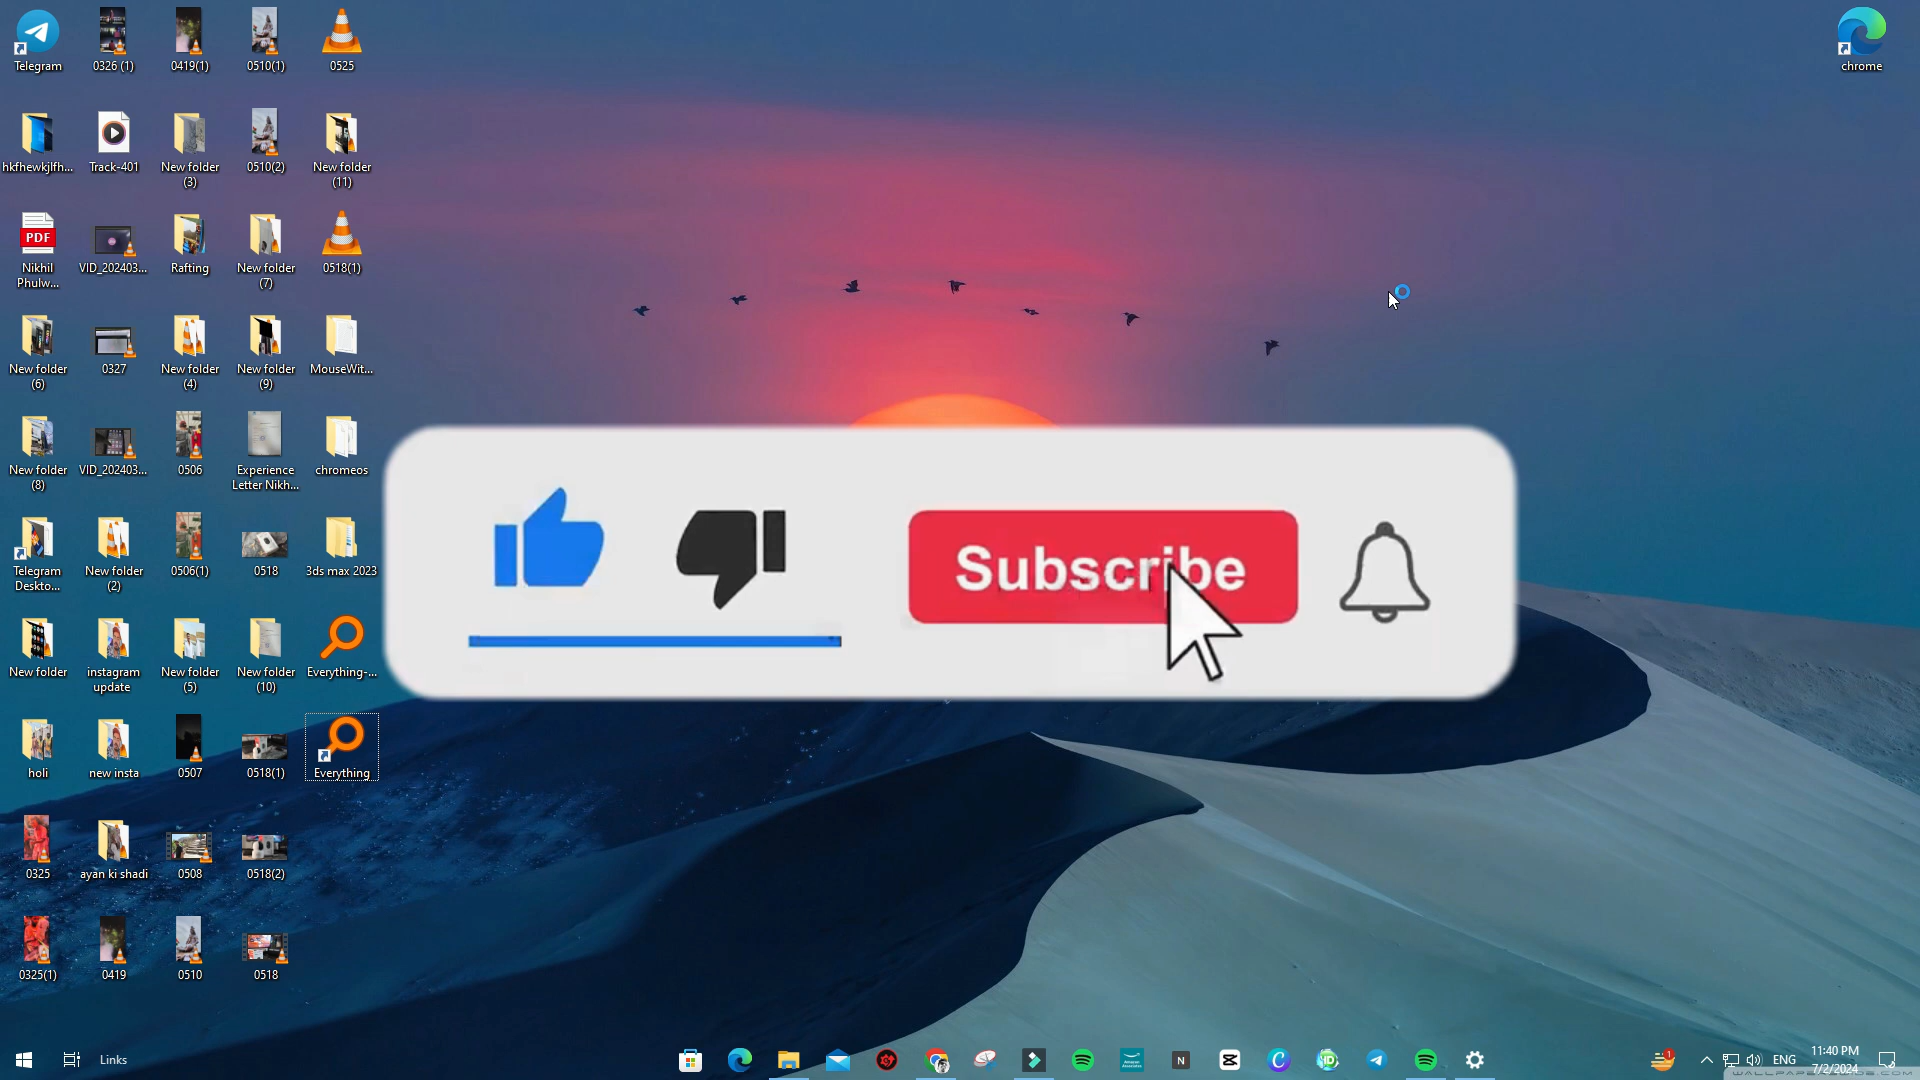 Telegram
0326 (1)
0419(1)
0510(1)
0525
chrome
hkfhewkjlfh...
Track-401
New folder
(3)
0510(2)
New folder
(11)
PDF
Nikhil
Phulw...
VID_202403...
Rafting
New folder
(7)
0518(1)
New folder
(6)
0327
New folder
(4)
New folder
(9)
MouseWit...
New folder
(8)
VID_202403...
0506
Experience
Letter Nikh...
chromeos
Subscribe
Telegram
Deskto...
New folder
(2)
0506(1)
0518
3ds max 2023
New folder
instagram
update
New folder
(5)
New folder
(10)
Everything-...
holi
new insta
0507
0518(1)
Everything
0325
ayan ki shadi
0508
0518(2)
0325(1)
0419
0510
0518
Links
N
1
ENG
11:40 PM
7/2/2024